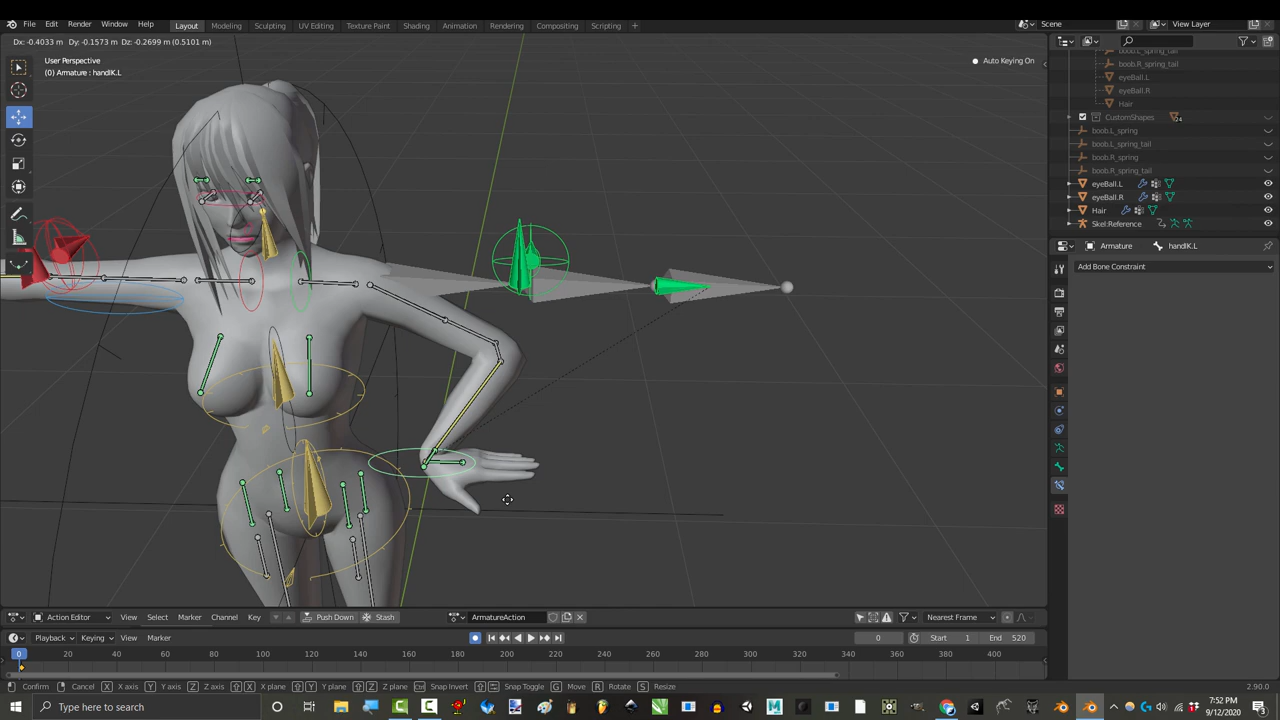 File Edit Render Window Help Layout Modeling Sculpting UV Editing Texture Paint Shading Animation Rendering Compositing Scripting + Scene View Layer
Dx: -0.4033 m Dy: -0.1573 m Dz: -0.2699 m (0.5101 m)
User Perspective
(0) Armature : handIK.L
Auto Keying On
boob.L_spring_tail
boob.R_spring_tail
eyeBall.L
eyeBall.R
Hair
CustomShapes 24
boob.L_spring
boob.L_spring_tail
boob.R_spring
boob.R_spring_tail
eyeBall.L
eyeBall.R
Hair
Skel:Reference
Armature handIK.L
Add Bone Constraint
Action Editor View Select Marker Channel Key Push Down Stash ArmatureAction Nearest Frame
Playback Keying View Marker 0 Start 1 End 520
0 20 40 60 80 100 120 140 160 180 200 220 240 260 280 300 320 340 360 380 400
Confirm Cancel X X axis Y Y axis Z Z axis X X plane Y Y plane Z Z plane Ctrl Snap Invert Snap Toggle G Move R Rotate S Resize 2.90.0
Type here to search
7:52 PM
9/12/2020